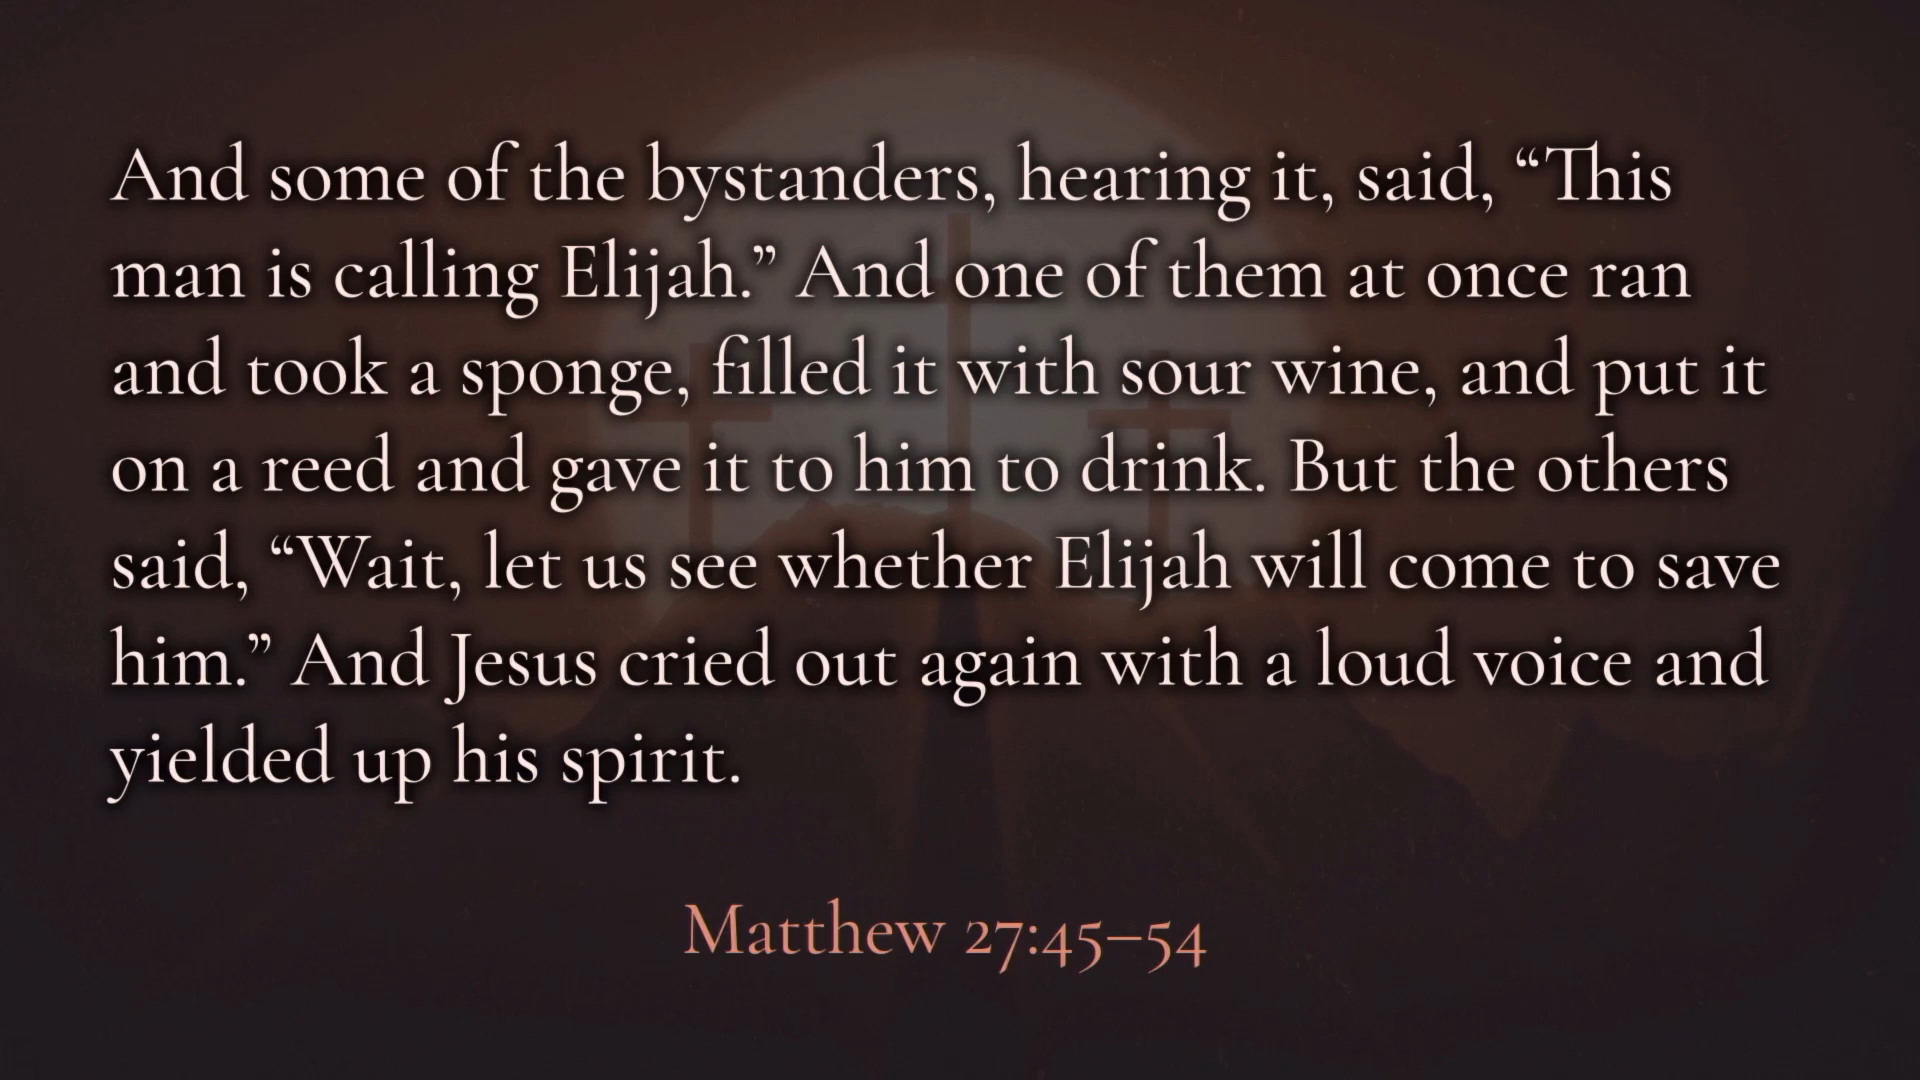 And some of the bystanders, hearing it, said, “This
man is calling Elijah.” And one of them at once ran
and took a sponge, filled it with sour wine, and put it
on a reed and gave it to him to drink. But the others
said, “Wait, let us see whether Elijah will come to save
him.” And Jesus cried out again with a loud voice and
yielded up his spirit.
Matthew 27:45–54